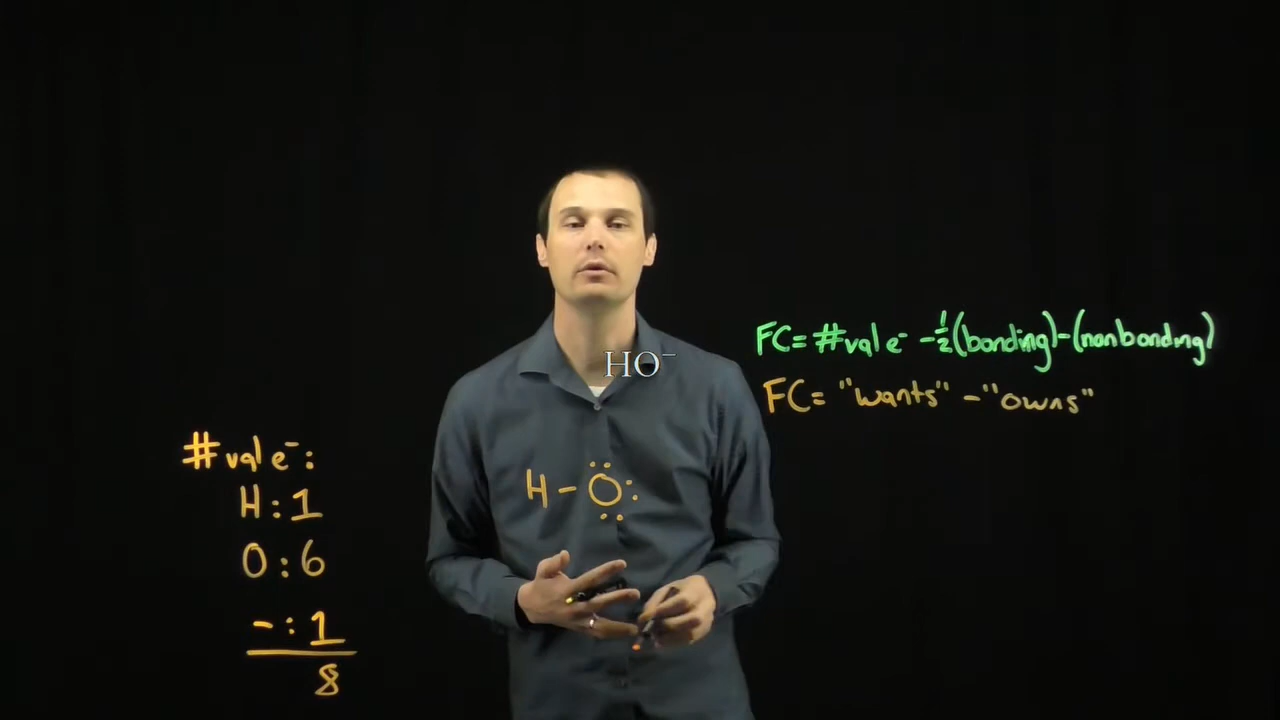 HO⁻
H - O
FC = # val e⁻ - ½ (bonding) - (nonbonding)
FC = "wants" - "owns"
# val e⁻ :
H : 1
O : 6
- : 1
8